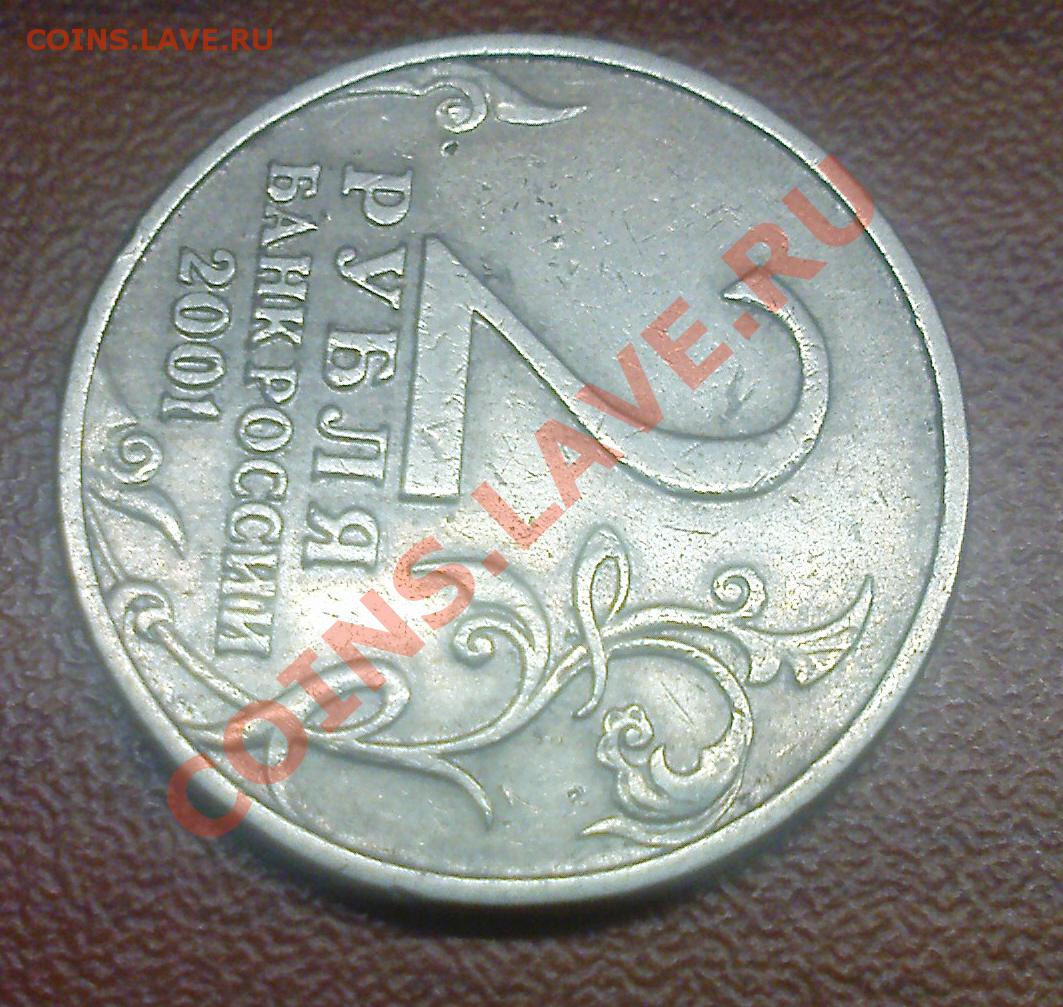 COINS.LAVE.RU
2
РУБЛЯ
БАНК РОССИИ
2001
COINS.LAVE.RU